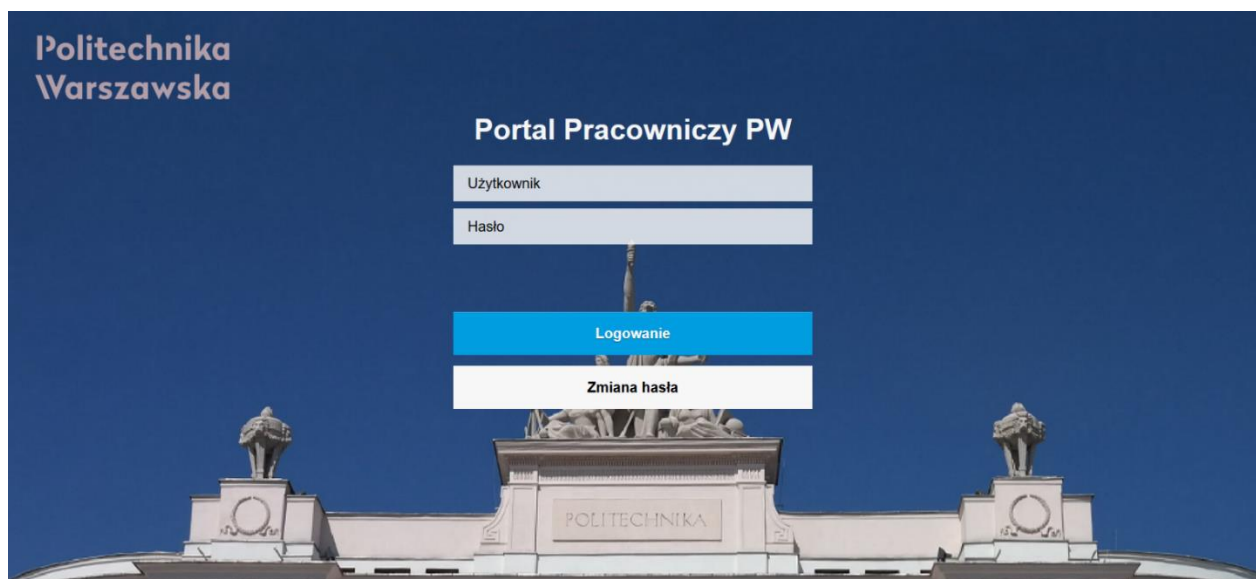 Politechnika
Warszawska
Portal Pracowniczy PW
Użytkownik
Hasło
Logowanie
Zmiana hasła
POLITECHNIKA